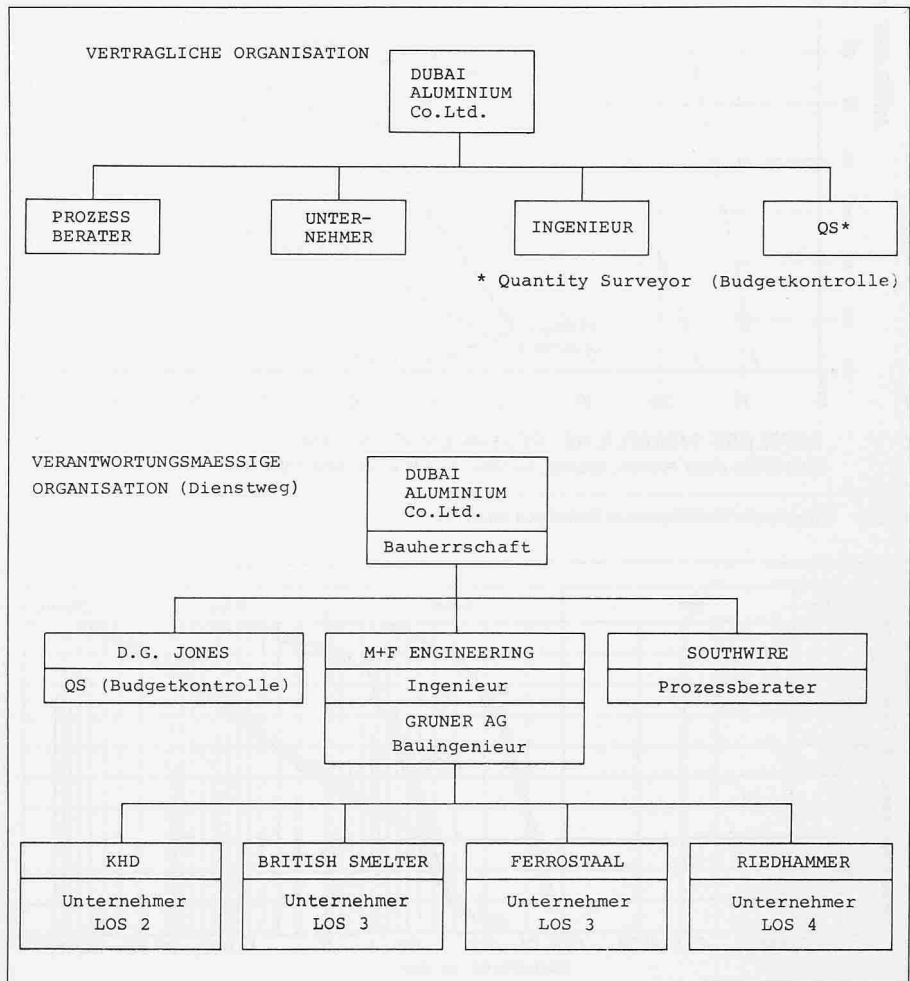 VERTRAGLICHE ORGANISATION
DUBAI
ALUMINIUM
Co.Ltd.
PROZESS
BERATER
UNTER-
NEHMER
INGENIEUR
QS*
* Quantity Surveyor (Budgetkontrolle)
VERANTWORTUNGSMAESSIGE
ORGANISATION (Dienstweg)
DUBAI
ALUMINIUM
Co.Ltd.
Bauherrschaft
D.G. JONES
QS (Budgetkontrolle)
M+F ENGINEERING
Ingenieur
GRUNER AG
Bauingenieur
SOUTHWIRE
Prozessberater
KHD
Unternehmer
LOS 2
BRITISH SMELTER
Unternehmer
LOS 3
FERROSTAAL
Unternehmer
LOS 3
RIEDHAMMER
Unternehmer
LOS 4